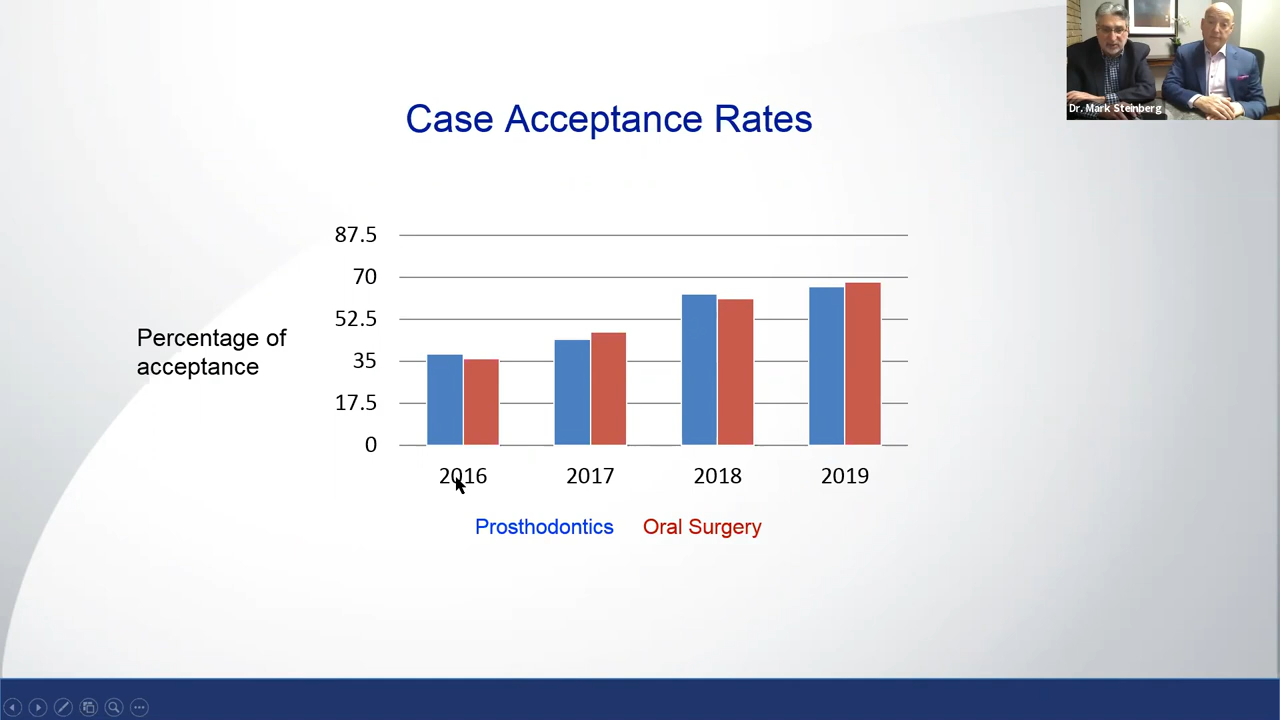 Dr. Mark Steinberg
Case Acceptance Rates
87.5
70
52.5
35
17.5
0
Percentage of
acceptance
2016 2017 2018 2019
Prosthodontics Oral Surgery